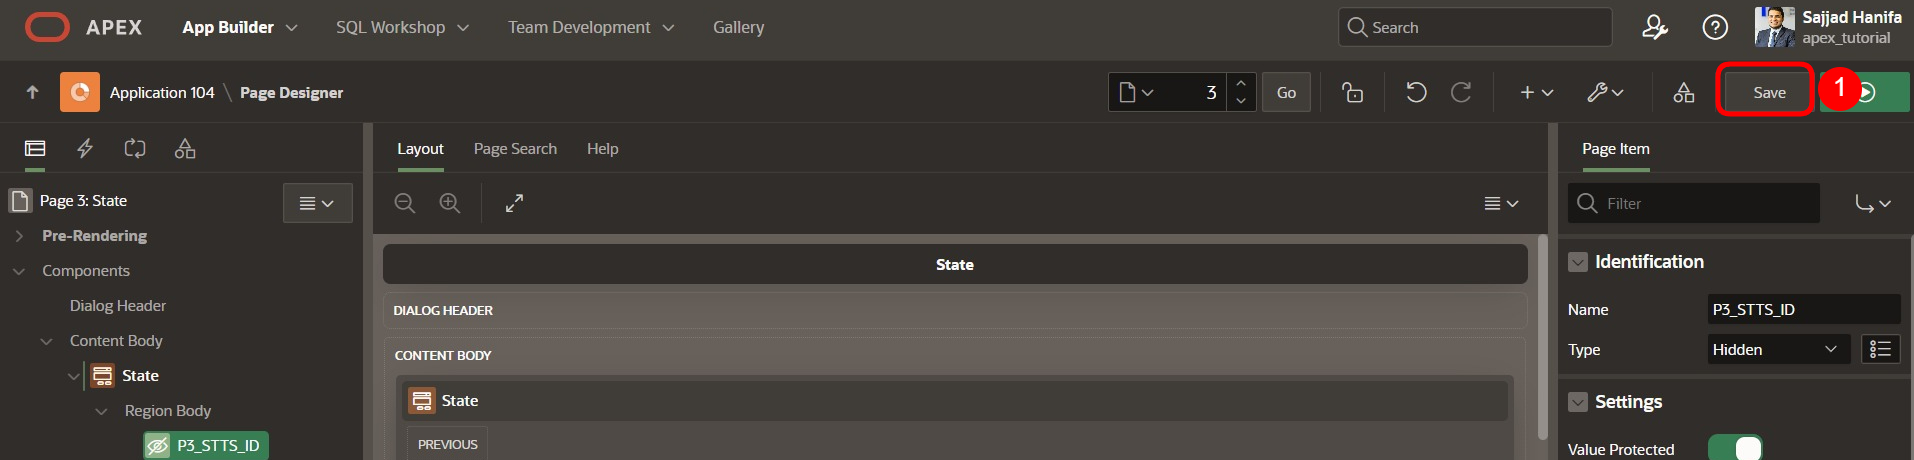 APEX App Builder SQL Workshop Team Development Gallery Search Sajjad Hanifa
apex_tutorial
Application 104 \ Page Designer 3 Go Save 1
Layout Page Search Help Page Item
Page 3: State Filter
Pre-Rendering
Components
Dialog Header
Content Body
State
Region Body
P3_STTS_ID
State
DIALOG HEADER
CONTENT BODY
State
PREVIOUS
Identification
Name P3_STTS_ID
Type Hidden
Settings
Value Protected